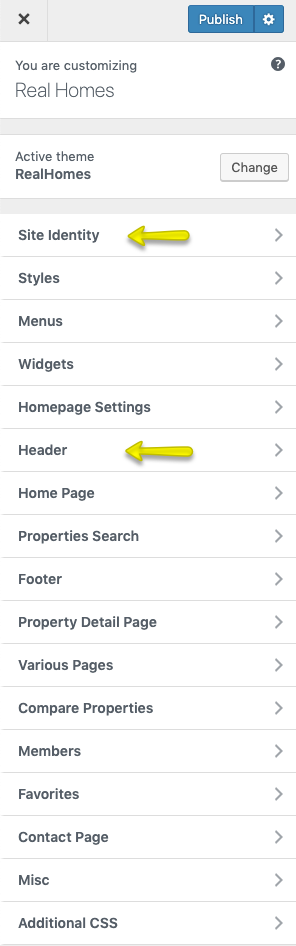 Publish
You are customizing
?
Real Homes
Active theme
RealHomes
Change
Site Identity
Styles
Menus
Widgets
Homepage Settings
Header
Home Page
Properties Search
Footer
Property Detail Page
Various Pages
Compare Properties
Members
Favorites
Contact Page
Misc
Additional CSS